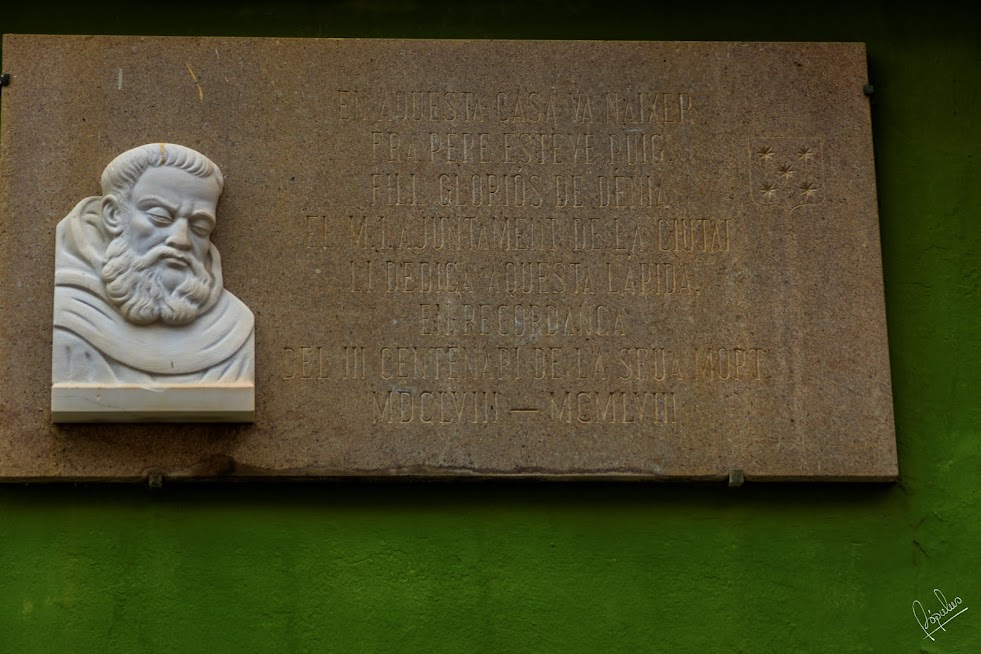 EN AQUESTA CASA VA NAIXER
FRA PERE ESTEVE PUIG
FILL GLORIÓS DE DENIA
EL M.I. AJUNTAMENT DE LA CIUTAT
LI DEDICA AQUESTA LAPIDA,
EN RECORDANÇA
DEL III CENTENARI DE LA SEUA MORT
MDCLVIII — MCMLVIII